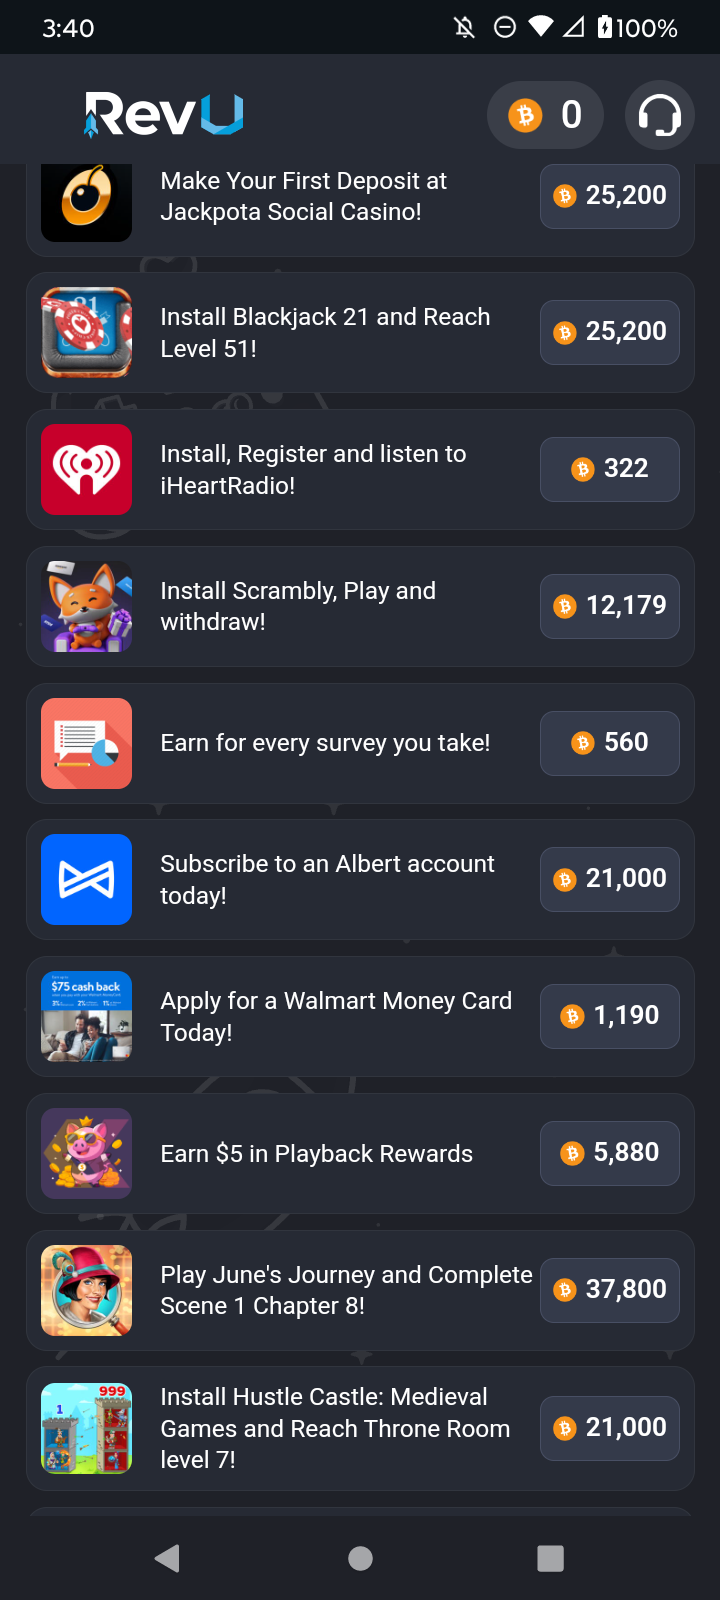 3:40
100%
RevU
0
Make Your First Deposit at
Jackpota Social Casino!
25,200
21
Install Blackjack 21 and Reach
Level 51!
25,200
Install, Register and listen to
iHeartRadio!
322
Install Scrambly, Play and
withdraw!
12,179
Earn for every survey you take!
560
Subscribe to an Albert account
today!
21,000
$75 cash back
3% 2% 1%
Apply for a Walmart Money Card
Today!
1,190
Earn $5 in Playback Rewards
5,880
Play June's Journey and Complete
Scene 1 Chapter 8!
37,800
999
1
Install Hustle Castle: Medieval
Games and Reach Throne Room
level 7!
21,000